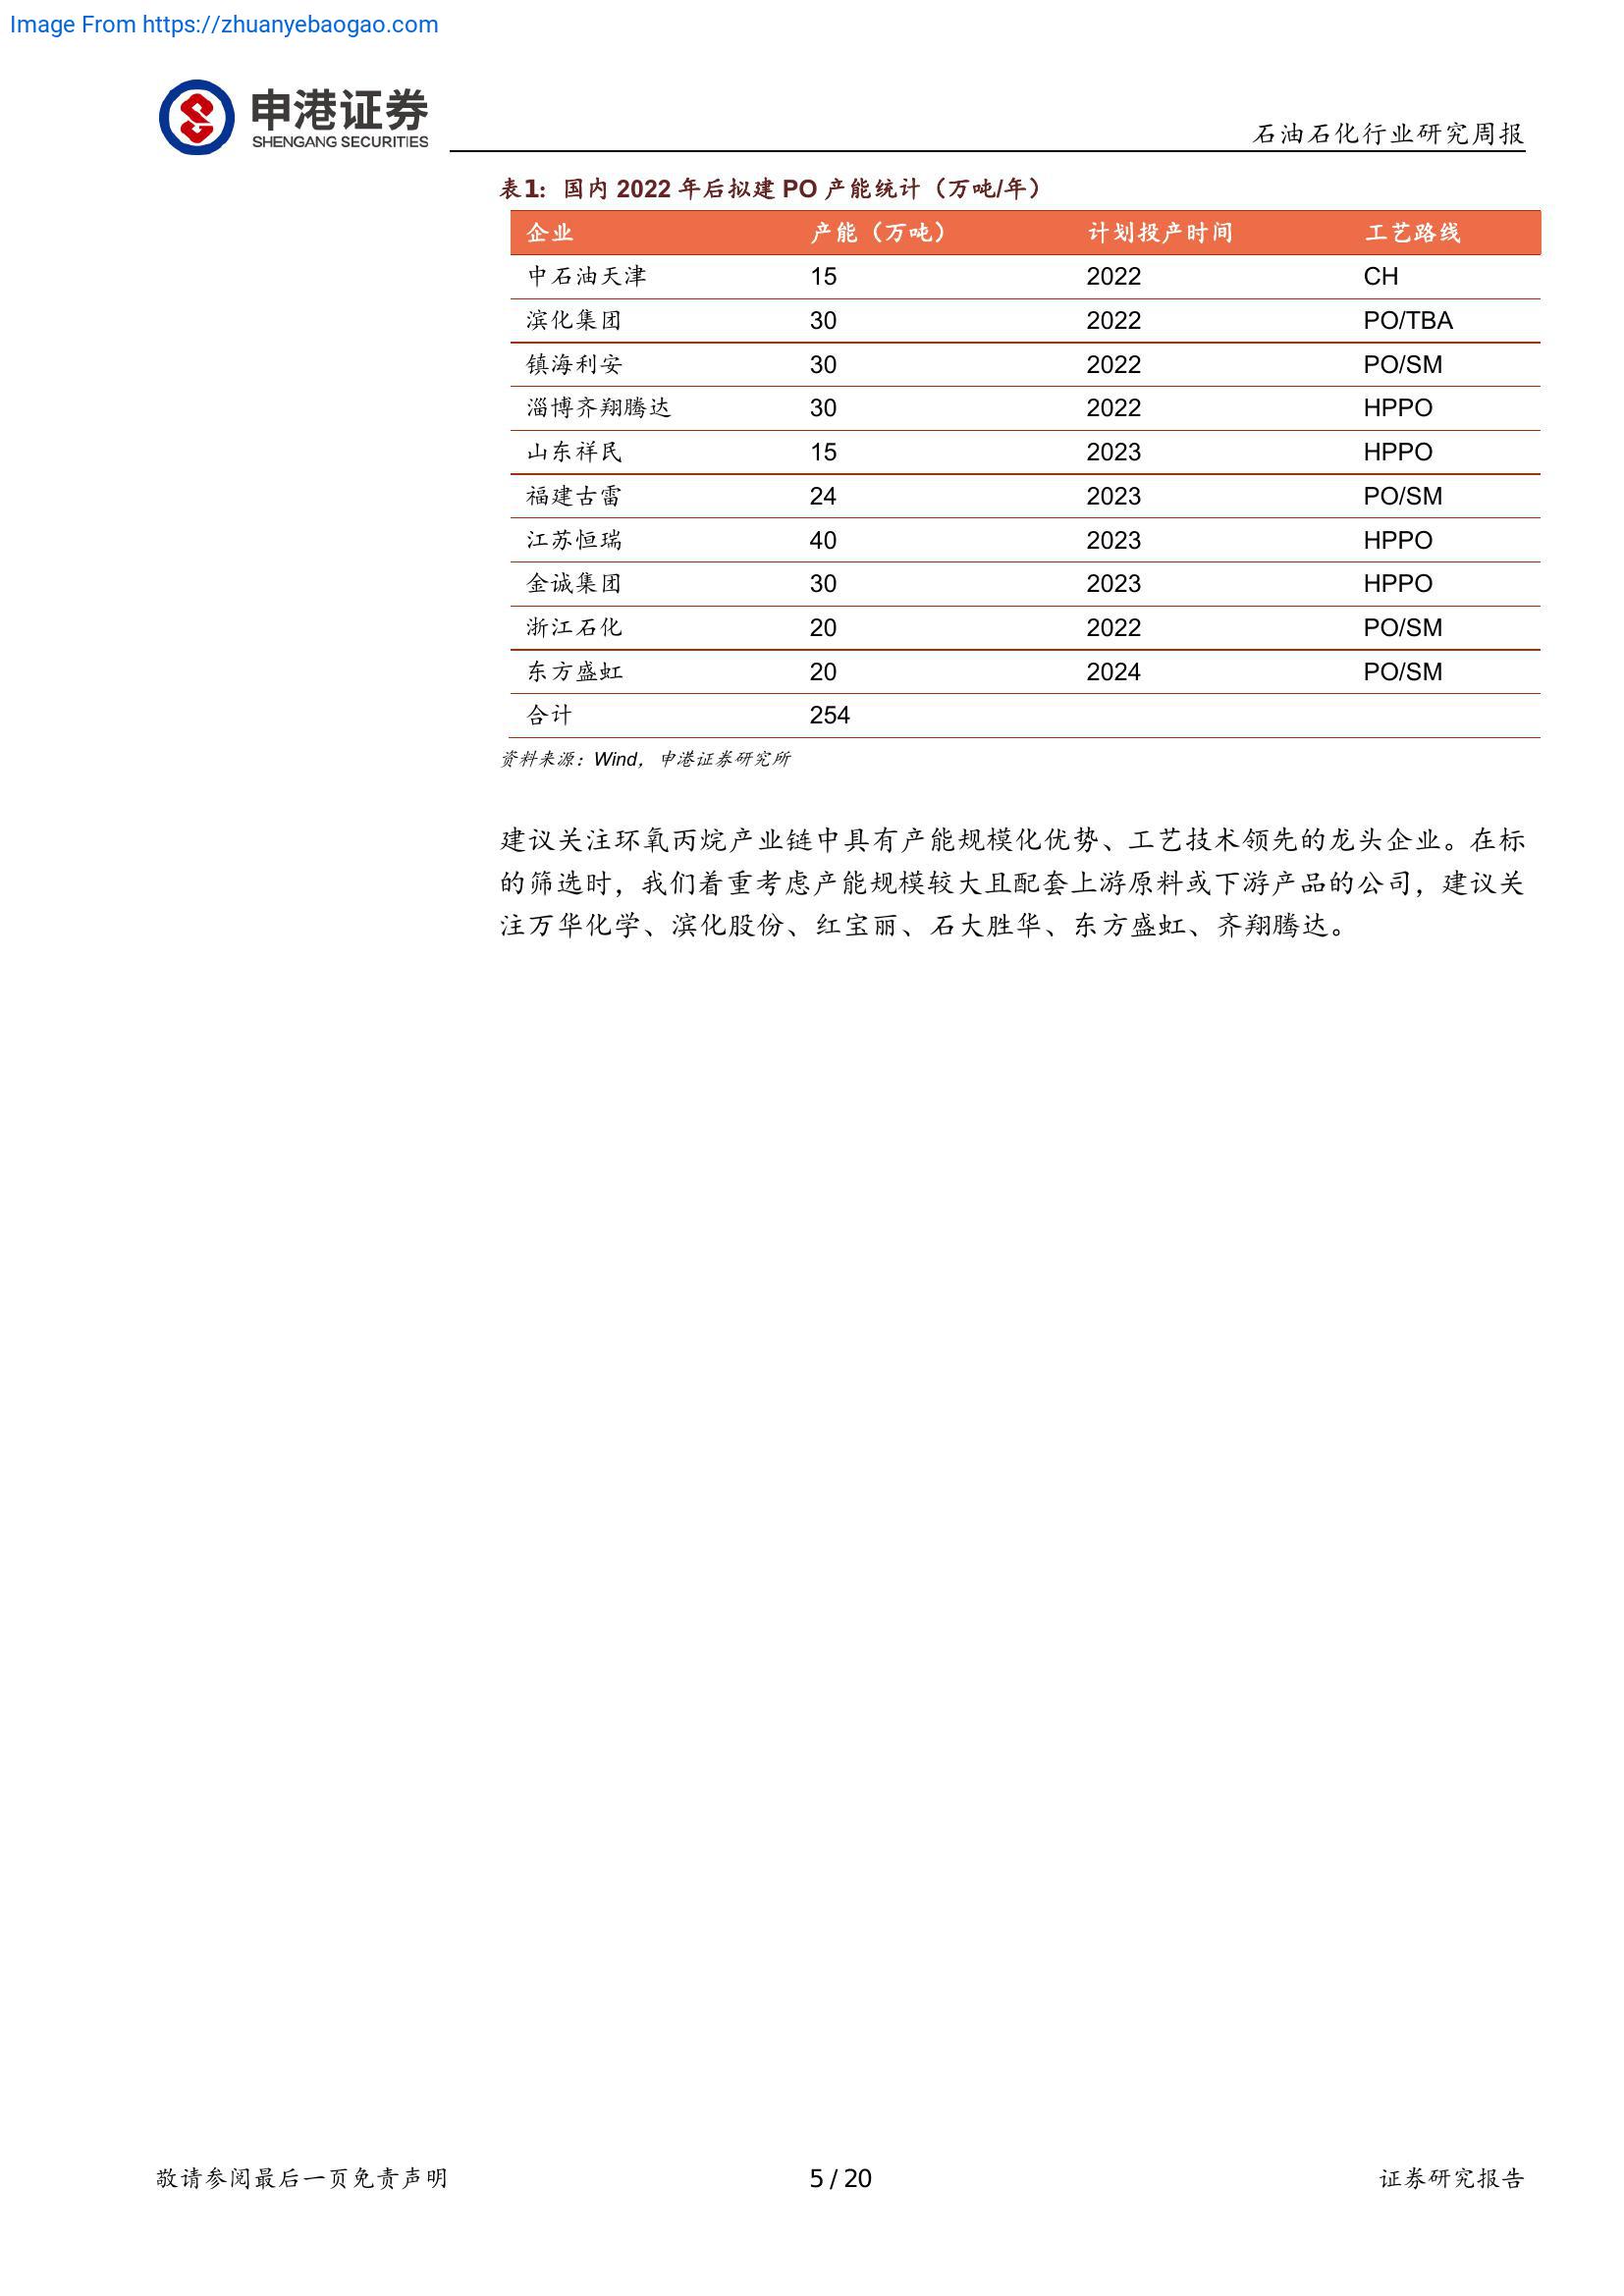 Image From https://zhuanyebaogao.com
申港证券
SHENGANG SECURITIES
石油石化行业研究周报
表1：国内 2022 年后拟建 PO 产能统计（万吨/年）
企业 产能（万吨） 计划投产时间 工艺路线
中石油天津 15 2022 CH
滨化集团 30 2022 PO/TBA
镇海利安 30 2022 PO/SM
淄博齐翔腾达 30 2022 HPPO
山东祥民 15 2023 HPPO
福建古雷 24 2023 PO/SM
江苏恒瑞 40 2023 HPPO
金诚集团 30 2023 HPPO
浙江石化 20 2022 PO/SM
东方盛虹 20 2024 PO/SM
合计 254
资料来源：Wind，申港证券研究所
建议关注环氧丙烷产业链中具有产能规模化优势、工艺技术领先的龙头企业。在标
的筛选时，我们着重考虑产能规模较大且配套上游原料或下游产品的公司，建议关
注万华化学、滨化股份、红宝丽、石大胜华、东方盛虹、齐翔腾达。
敬请参阅最后一页免责声明 5 / 20 证券研究报告